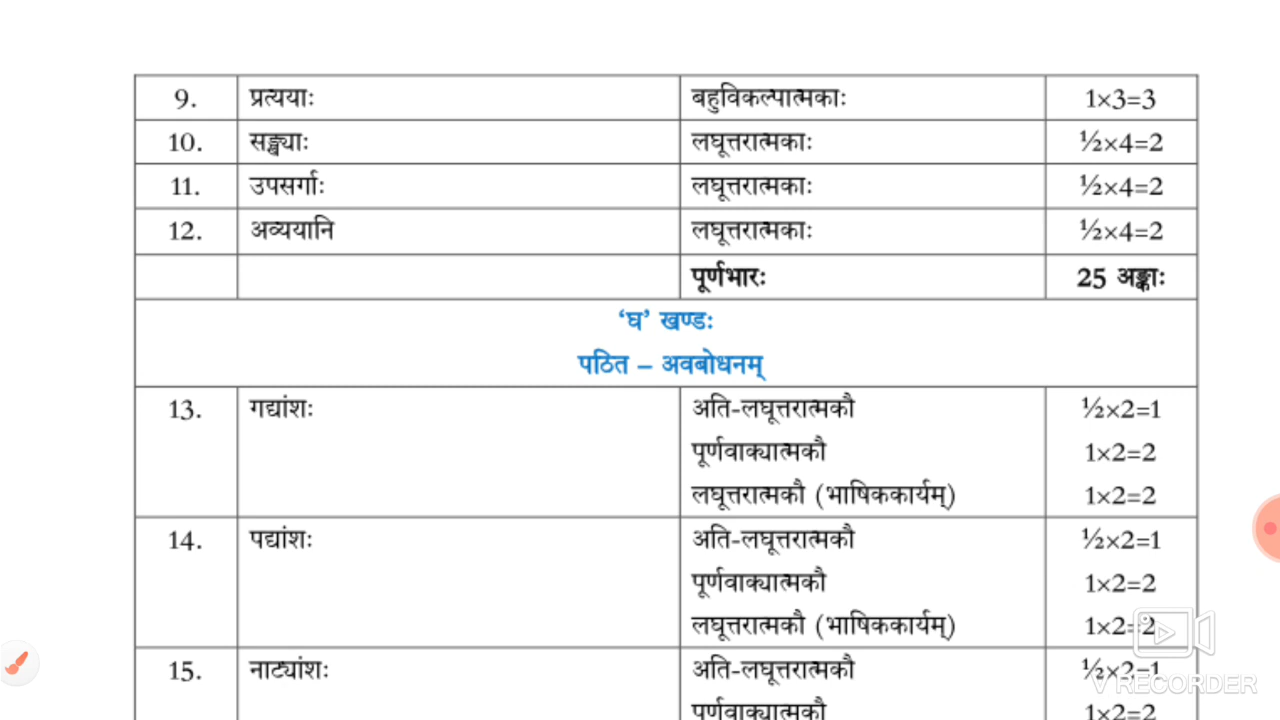 9. प्रत्ययाः बहुविकल्पात्मकाः 1×3=3
10. सङ्ख्याः लघूत्तरात्मकाः ½×4=2
11. उपसर्गाः लघूत्तरात्मकाः ½×4=2
12. अव्ययानि लघूत्तरात्मकाः ½×4=2
पूर्णभारः 25 अङ्काः
‘घ’ खण्डः
पठित – अवबोधनम्
13. गद्यांशः अति-लघूत्तरात्मकौ ½×2=1
पूर्णवाक्यात्मकौ 1×2=2
लघूत्तरात्मकौ (भाषिककार्यम्) 1×2=2
14. पद्यांशः अति-लघूत्तरात्मकौ ½×2=1
पूर्णवाक्यात्मकौ 1×2=2
लघूत्तरात्मकौ (भाषिककार्यम्) 1×2=2
15. नाट्यांशः अति-लघूत्तरात्मकौ ½×2=1
V RECORDER
पूर्णवाक्यात्मकौ 1×2=2